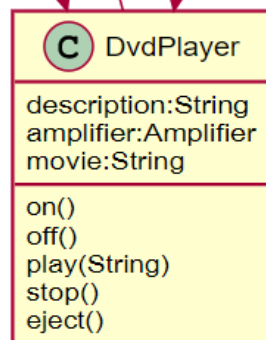 C DvdPlayer
description:String
amplifier:Amplifier
movie:String
on()
off()
play(String)
stop()
eject()